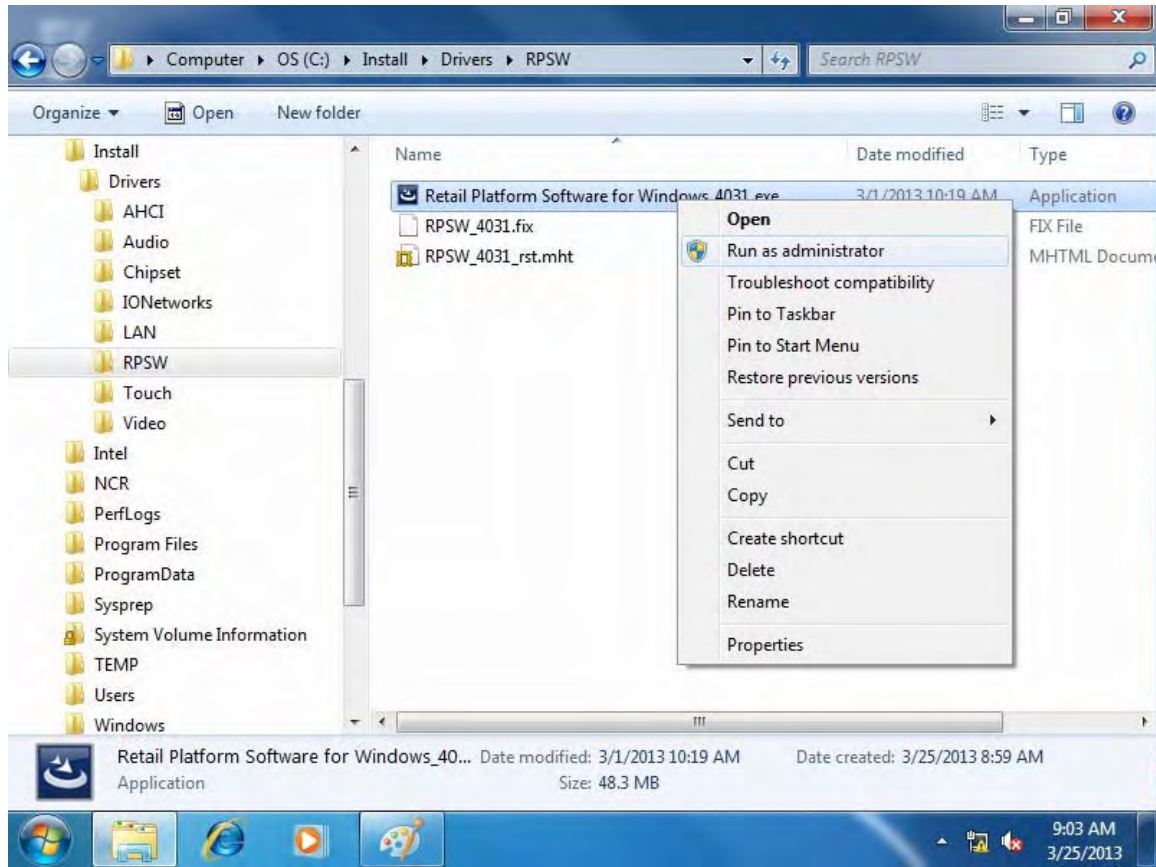 Computer OS (C:) Install Drivers RPSW Search RPSW
Organize Open New folder
Install
Drivers
AHCI
Audio
Chipset
IONetworks
LAN
RPSW
Touch
Video
Intel
NCR
PerfLogs
Program Files
ProgramData
Sysprep
System Volume Information
TEMP
Users
Windows
Name Date modified Type
Retail Platform Software for Windows_4031.exe 3/1/2013 10:19 AM Application
RPSW_4031.fix FIX File
RPSW_4031_rst.mht MHTML Docume
Open
Run as administrator
Troubleshoot compatibility
Pin to Taskbar
Pin to Start Menu
Restore previous versions
Send to
Cut
Copy
Create shortcut
Delete
Rename
Properties
Retail Platform Software for Windows_40... Date modified: 3/1/2013 10:19 AM Date created: 3/25/2013 8:59 AM
Application Size: 48.3 MB
9:03 AM
3/25/2013